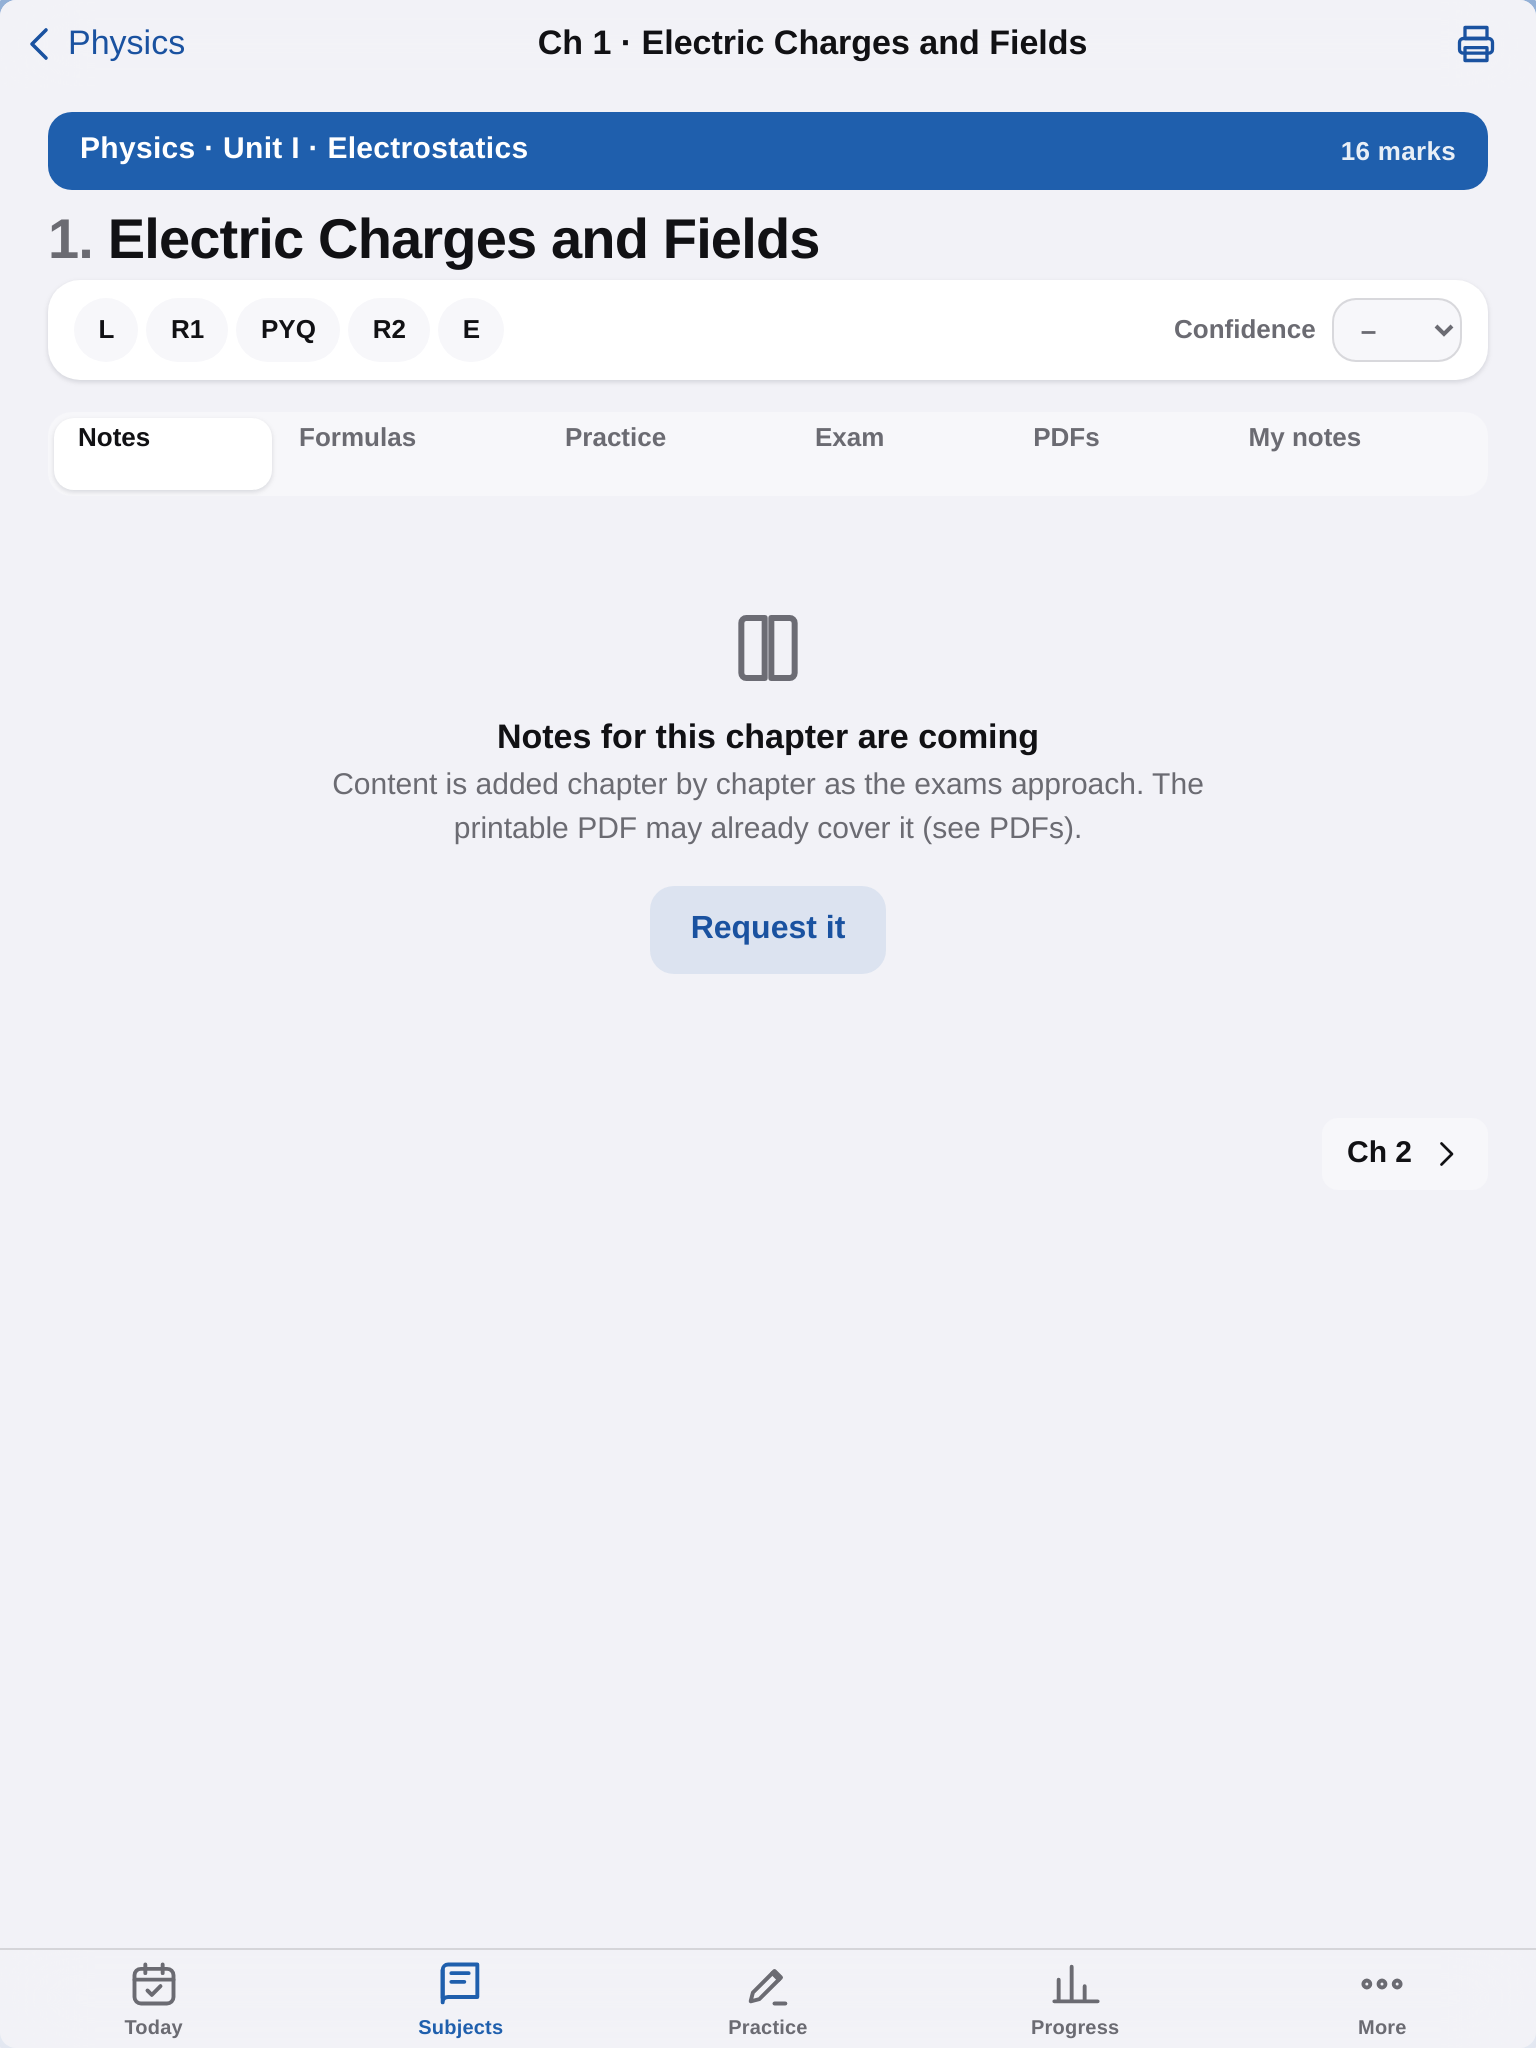 Physics
Ch 1 · Electric Charges and Fields
Physics · Unit I · Electrostatics
16 marks
1. Electric Charges and Fields
L R1 PYQ R2 E
Confidence –
Notes Formulas Practice Exam PDFs My notes
Notes for this chapter are coming
Content is added chapter by chapter as the exams approach. The
printable PDF may already cover it (see PDFs).
Request it
Ch 2
Today Subjects Practice Progress More